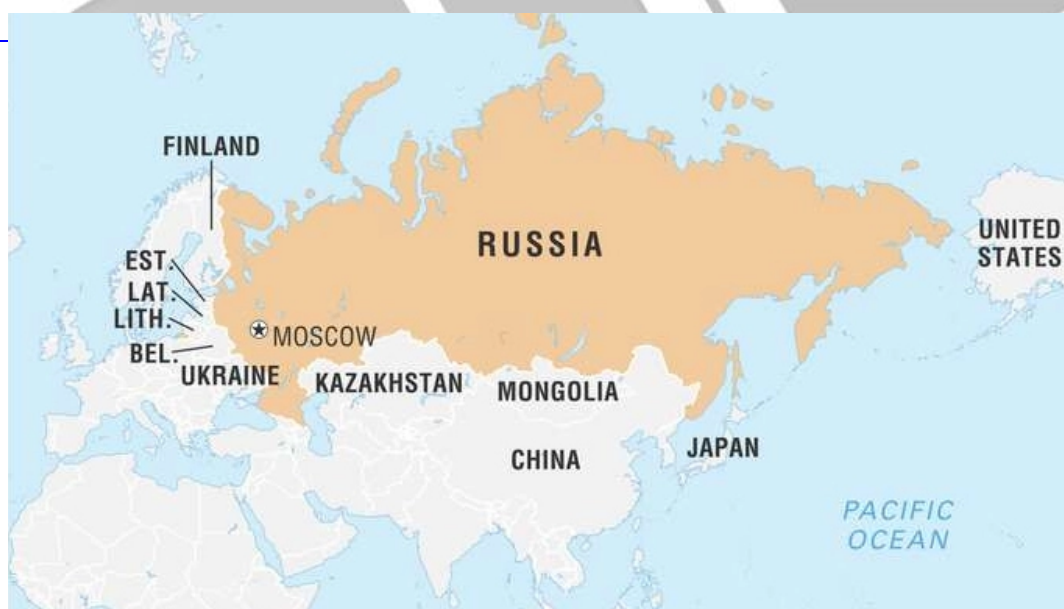 FINLAND
RUSSIA
UNITED
STATES
EST.
LAT.
LITH.
MOSCOW
BEL.
UKRAINE
KAZAKHSTAN
MONGOLIA
CHINA
JAPAN
PACIFIC
OCEAN